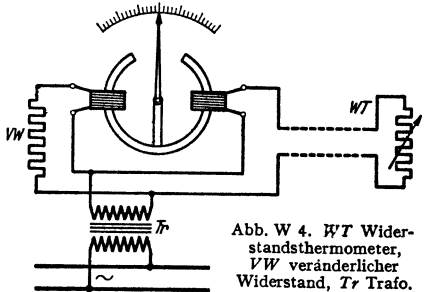 WT
VW
Tr
~
Abb. W 4. WT Wider-
standsthermometer,
VW veränderlicher
Widerstand, Tr Trafo.